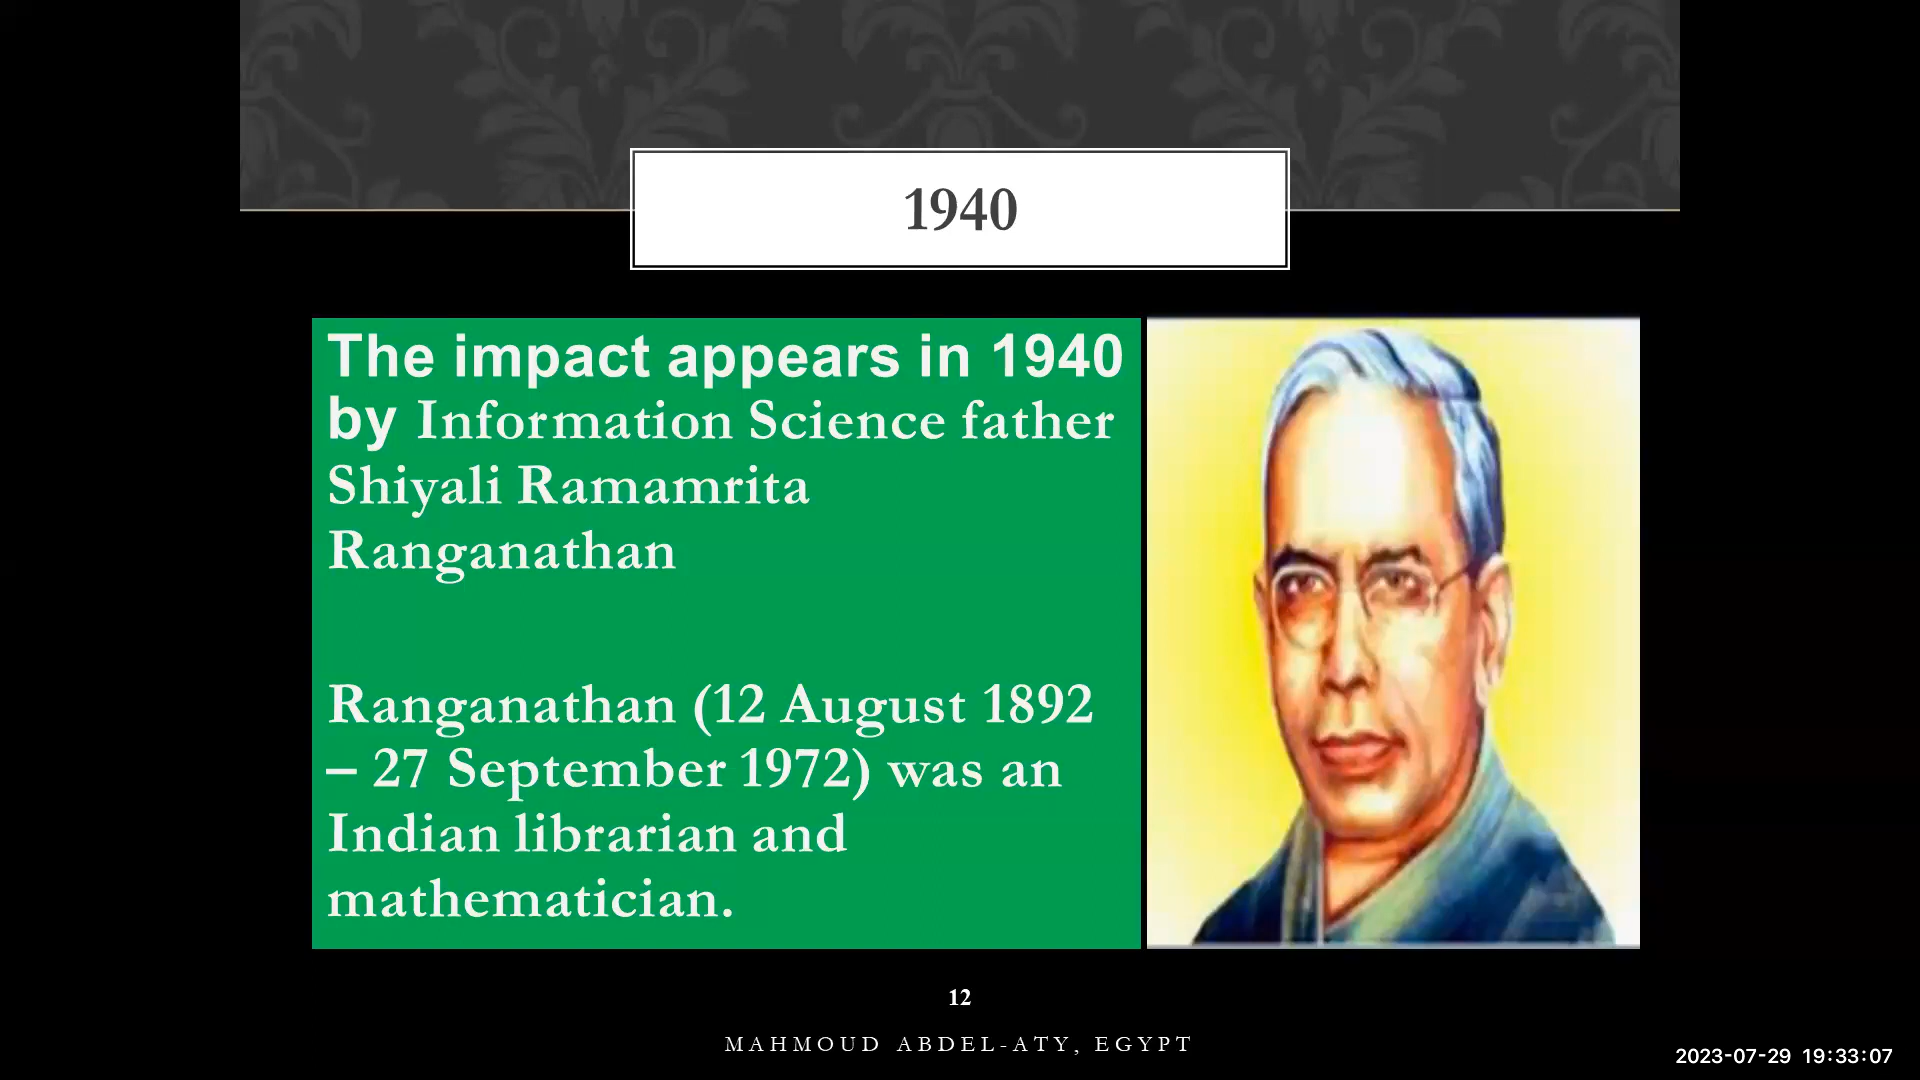 1940
The impact appears in 1940
by Information Science father
Shiyali Ramamrita
Ranganathan
Ranganathan (12 August 1892
– 27 September 1972) was an
Indian librarian and
mathematician.
12
MAHMOUD ABDEL-ATY, EGYPT
2023-07-29 19:33:07